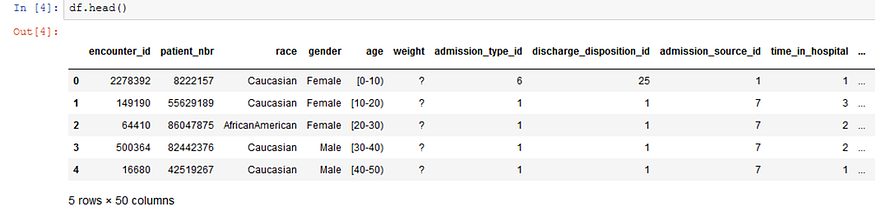 In [4]: df.head()
Out[4]:
encounter_id patient_nbr race gender age weight admission_type_id discharge_disposition_id admission_source_id time_in_hospital ...
0 2278392 8222157 Caucasian Female [0-10) ? 6 25 1 1 ...
1 149190 55629189 Caucasian Female [10-20) ? 1 1 7 3 ...
2 64410 86047875 AfricanAmerican Female [20-30) ? 1 1 7 2 ...
3 500364 82442376 Caucasian Male [30-40) ? 1 1 7 2 ...
4 16680 42519267 Caucasian Male [40-50) ? 1 1 7 1 ...
5 rows × 50 columns